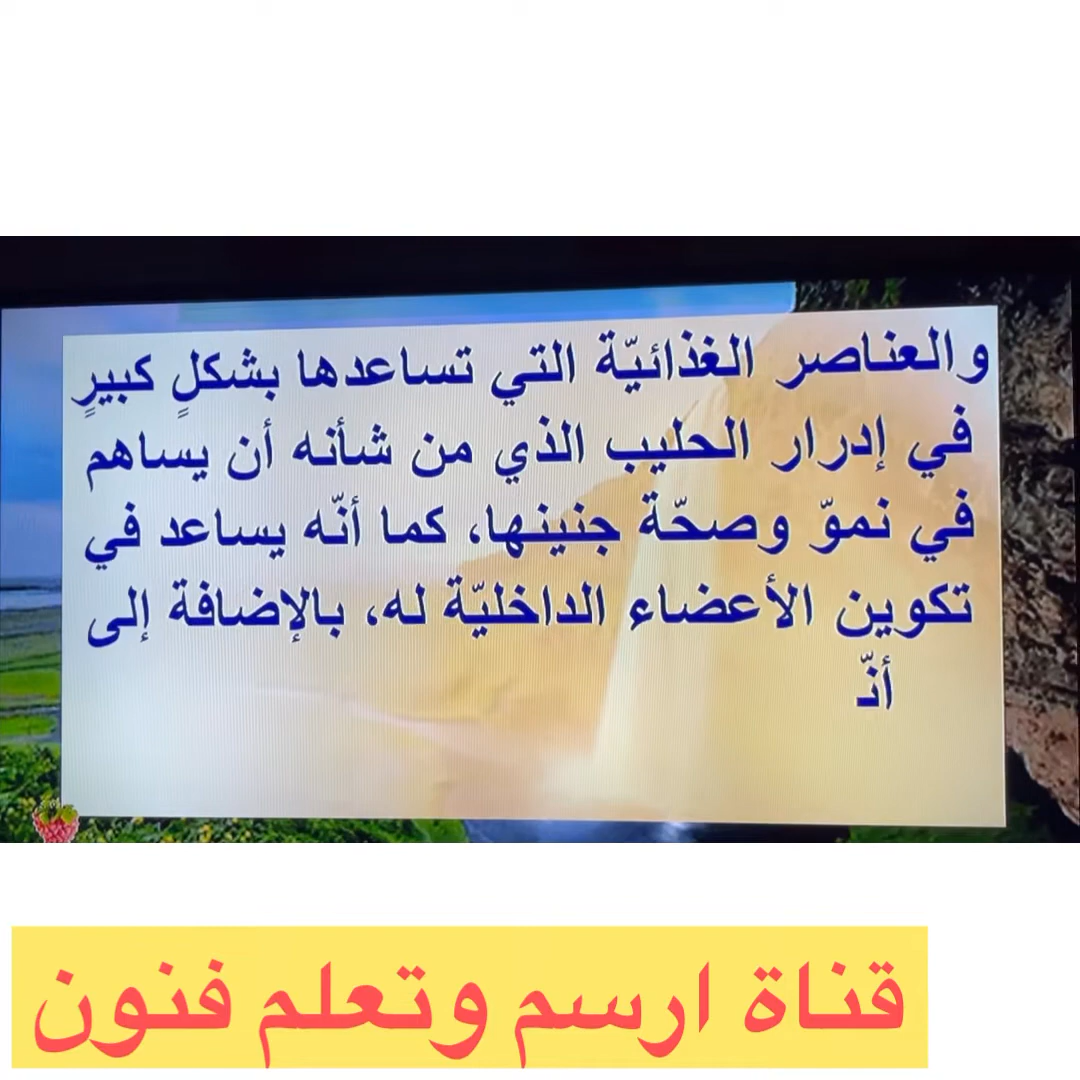 والعناصر الغذائيّة التي تساعدها بشكلٍ كبيرٍ
في إدرار الحليب الذي من شأنه أن يساهم
في نموّ وصحّة جنينها، كما أنّه يساعد في
تكوين الأعضاء الداخليّة له، بالإضافة إلى
أنّـ
قناة ارسم وتعلم فنون